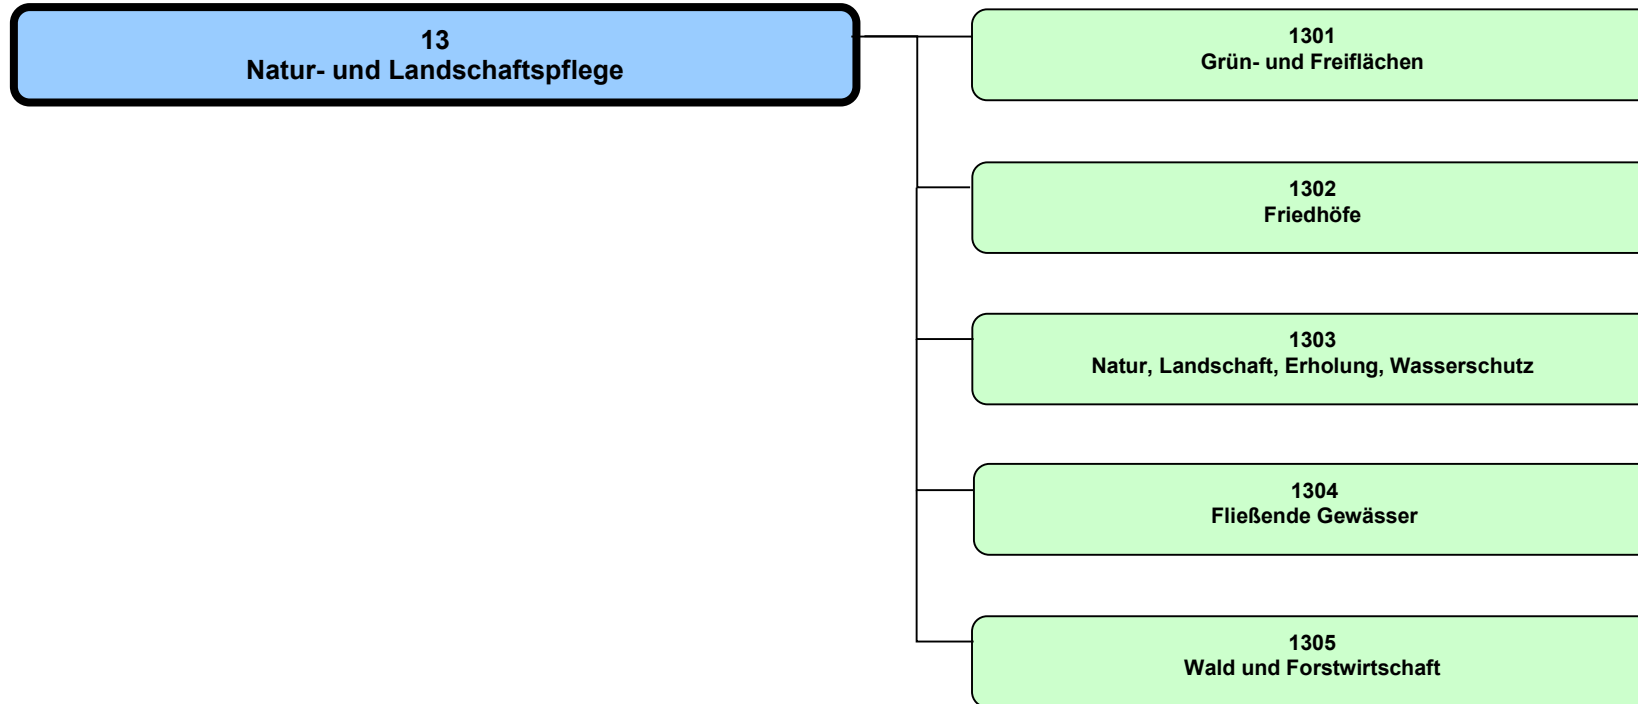 13
Natur- und Landschaftspflege
1301
Grün- und Freiflächen
1302
Friedhöfe
1303
Natur, Landschaft, Erholung, Wasserschutz
1304
Fließende Gewässer
1305
Wald und Forstwirtschaft